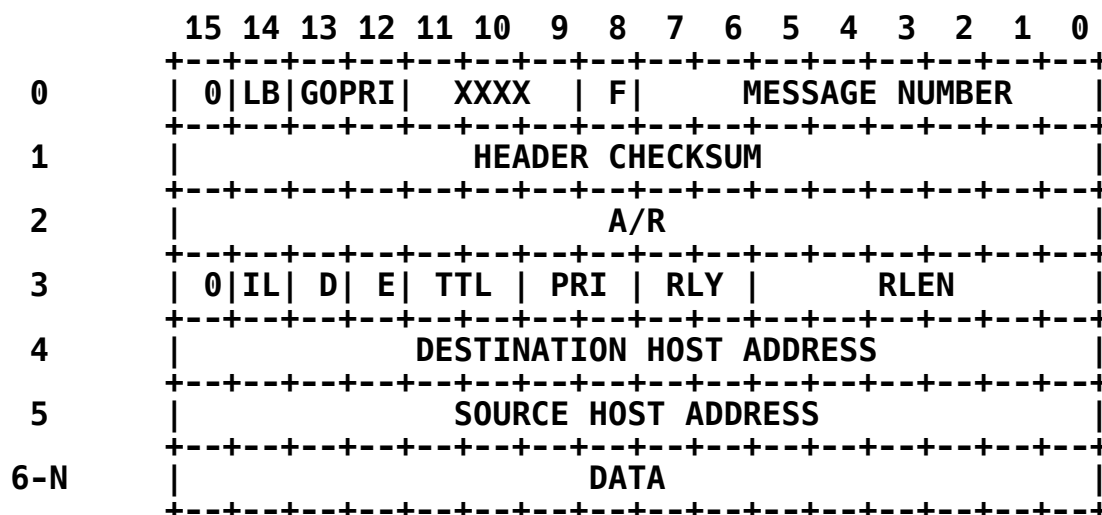 15 14 13 12 11 10 9 8 7 6 5 4 3 2 1 0
+--+--+--+--+--+--+--+--+--+--+--+--+--+--+--+--+
0 | 0|LB|GOPRI| XXXX | F| MESSAGE NUMBER |
+--+--+--+--+--+--+--+--+--+--+--+--+--+--+--+--+
1 | HEADER CHECKSUM |
+--+--+--+--+--+--+--+--+--+--+--+--+--+--+--+--+
2 | A/R |
+--+--+--+--+--+--+--+--+--+--+--+--+--+--+--+--+
3 | 0|IL| D| E| TTL | PRI | RLY | RLEN |
+--+--+--+--+--+--+--+--+--+--+--+--+--+--+--+--+
4 | DESTINATION HOST ADDRESS |
+--+--+--+--+--+--+--+--+--+--+--+--+--+--+--+--+
5 | SOURCE HOST ADDRESS |
+--+--+--+--+--+--+--+--+--+--+--+--+--+--+--+--+
6-N | DATA |
+--+--+--+--+--+--+--+--+--+--+--+--+--+--+--+--+